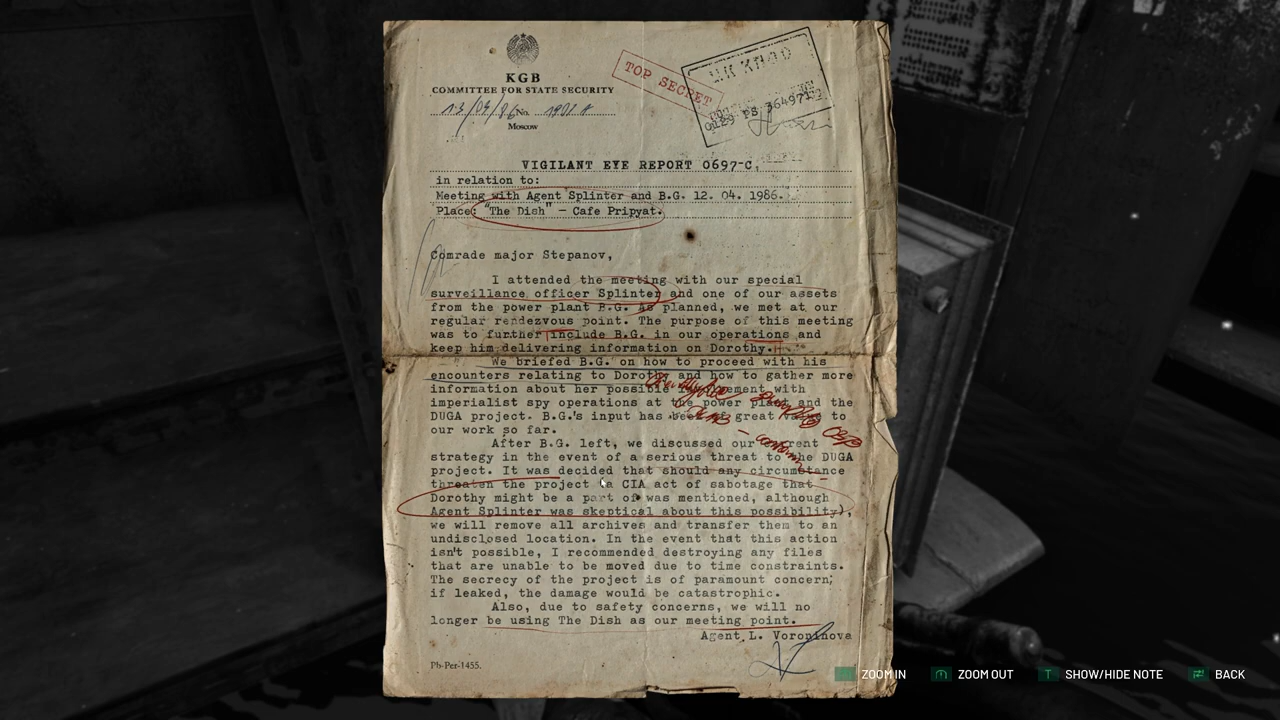 KGB
COMMITTEE FOR STATE SECURITY
TOP SECRET
13/04/86 No.
Moscow
VIGILANT EYE REPORT 0697-C,
in relation to:
Meeting with Agent Splinter and B.G. 12. 04. 1986.
Place: "The Dish" — Cafe Pripyat.
Comrade major Stepanov,
I attended the meeting with our special
surveillance officer Splinter and one of our assets
from the power plant B.G. As planned, we met at our
regular rendezvous point. The purpose of this meeting
was to further include B.G. in our operations and
keep him delivering information on Dorothy.
We briefed B.G. on how to proceed with his
encounters relating to Dorothy and how to gather more
information about her possible involvement with
imperialist spy operations at the power plant and the
DUGA project. B.G.'s input has been of great value to
our work so far.
After B.G. left, we discussed our current
strategy in the event of a serious threat to the DUGA
project. It was decided that should any circumstance
threaten the project (a CIA act of sabotage that
Dorothy might be a part of was mentioned, although
Agent Splinter was skeptical about this possibility),
we will remove all archives and transfer them to an
undisclosed location. In the event that this action
isn't possible, I recommended destroying any files
that are unable to be moved due to time constraints.
The secrecy of the project is of paramount concern;
if leaked, the damage would be catastrophic.
Also, due to safety concerns, we will no
longer be using The Dish as our meeting point.
Agent L. Voroninova
Pb-Per-1455.
ZOOM IN
ZOOM OUT
T SHOW/HIDE NOTE
BACK